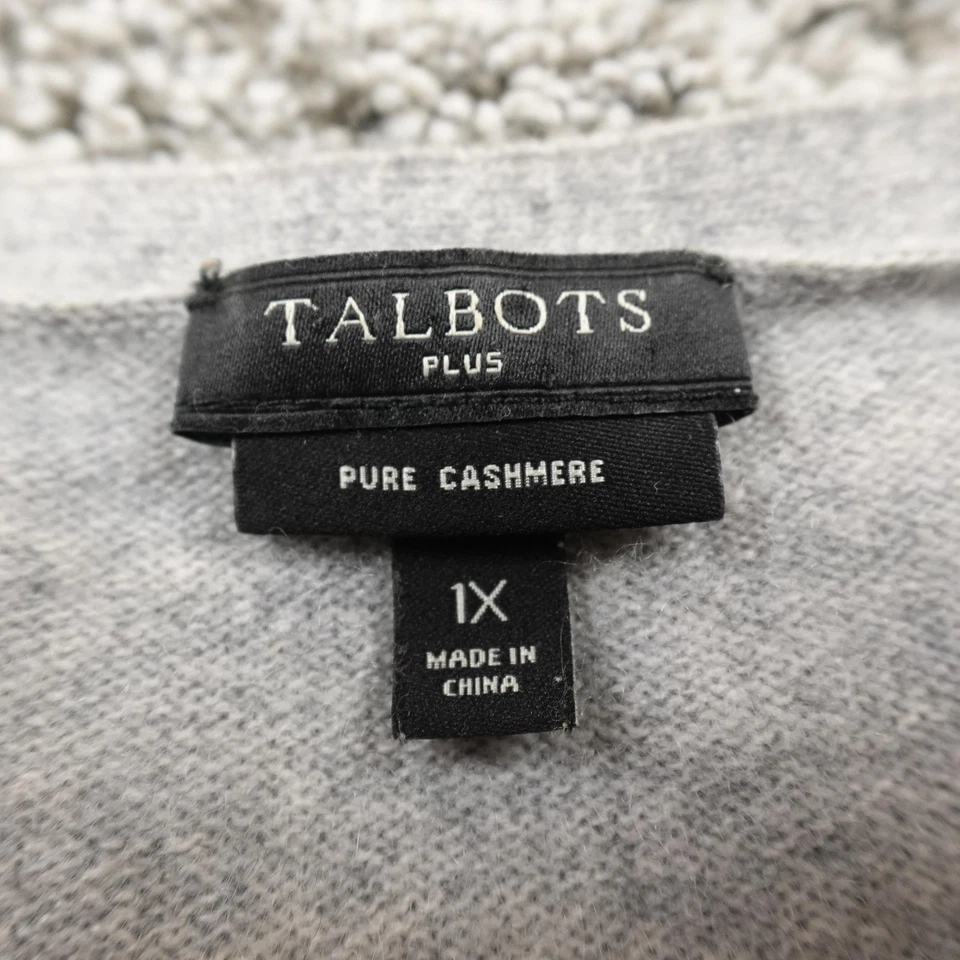 TALBOTS
PLUS
PURE CASHMERE
1X
MADE IN
CHINA